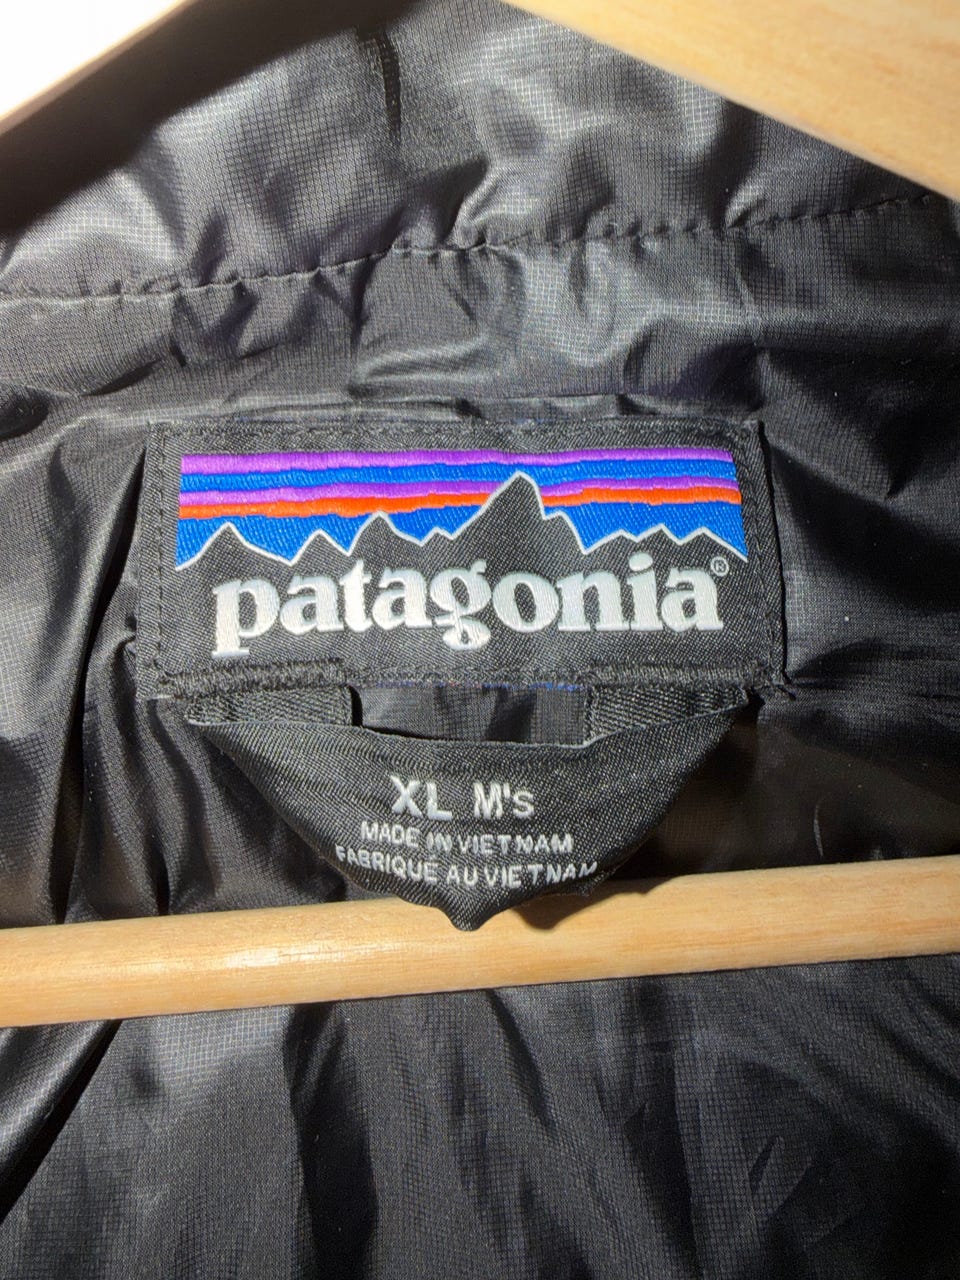 patagonia®
XL M's
MADE IN VIETNAM
FABRIQUE AU VIETNAM